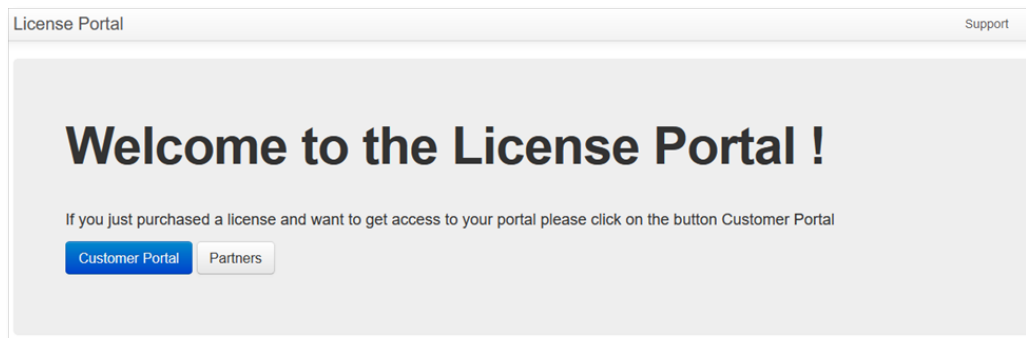 License Portal Support
Welcome to the License Portal !
If you just purchased a license and want to get access to your portal please click on the button Customer Portal
Customer Portal Partners